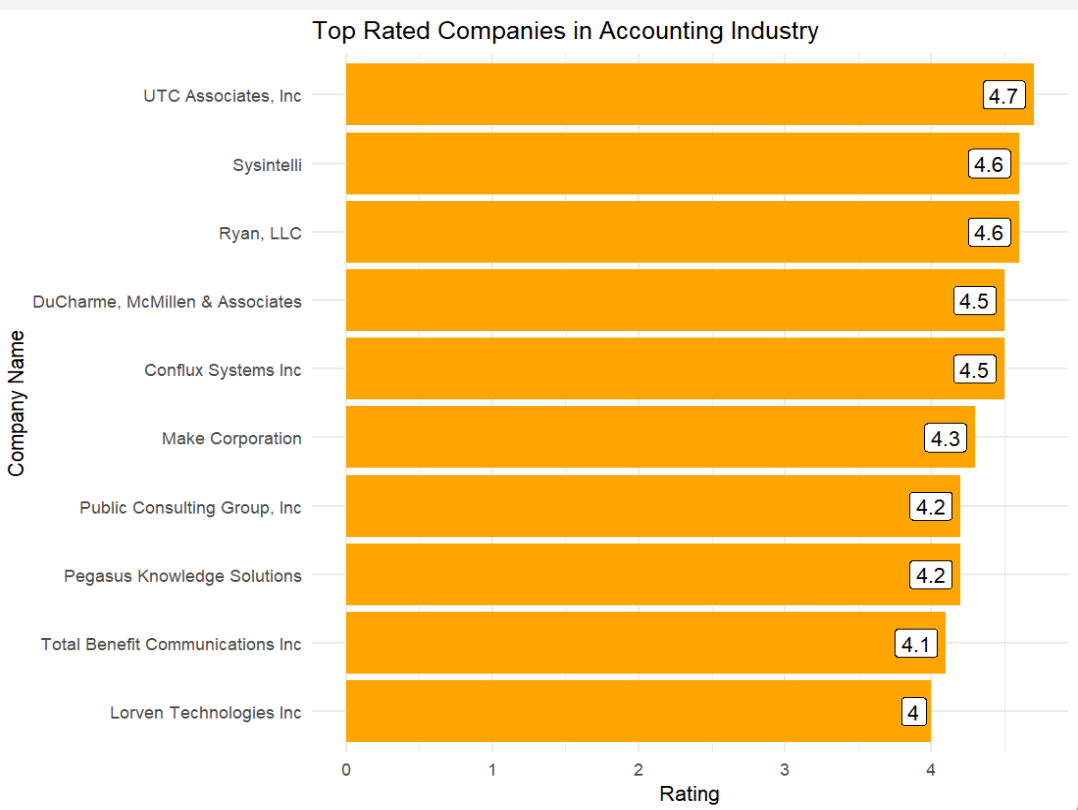 Top Rated Companies in Accounting Industry
UTC Associates, Inc
4.7
Sysintelli
4.6
Ryan, LLC
4.6
DuCharme, McMillen & Associates
4.5
Conflux Systems Inc
4.5
Make Corporation
4.3
Public Consulting Group, Inc
4.2
Pegasus Knowledge Solutions
4.2
Total Benefit Communications Inc
4.1
Lorven Technologies Inc
4
Company Name
0 1 2 3 4
Rating